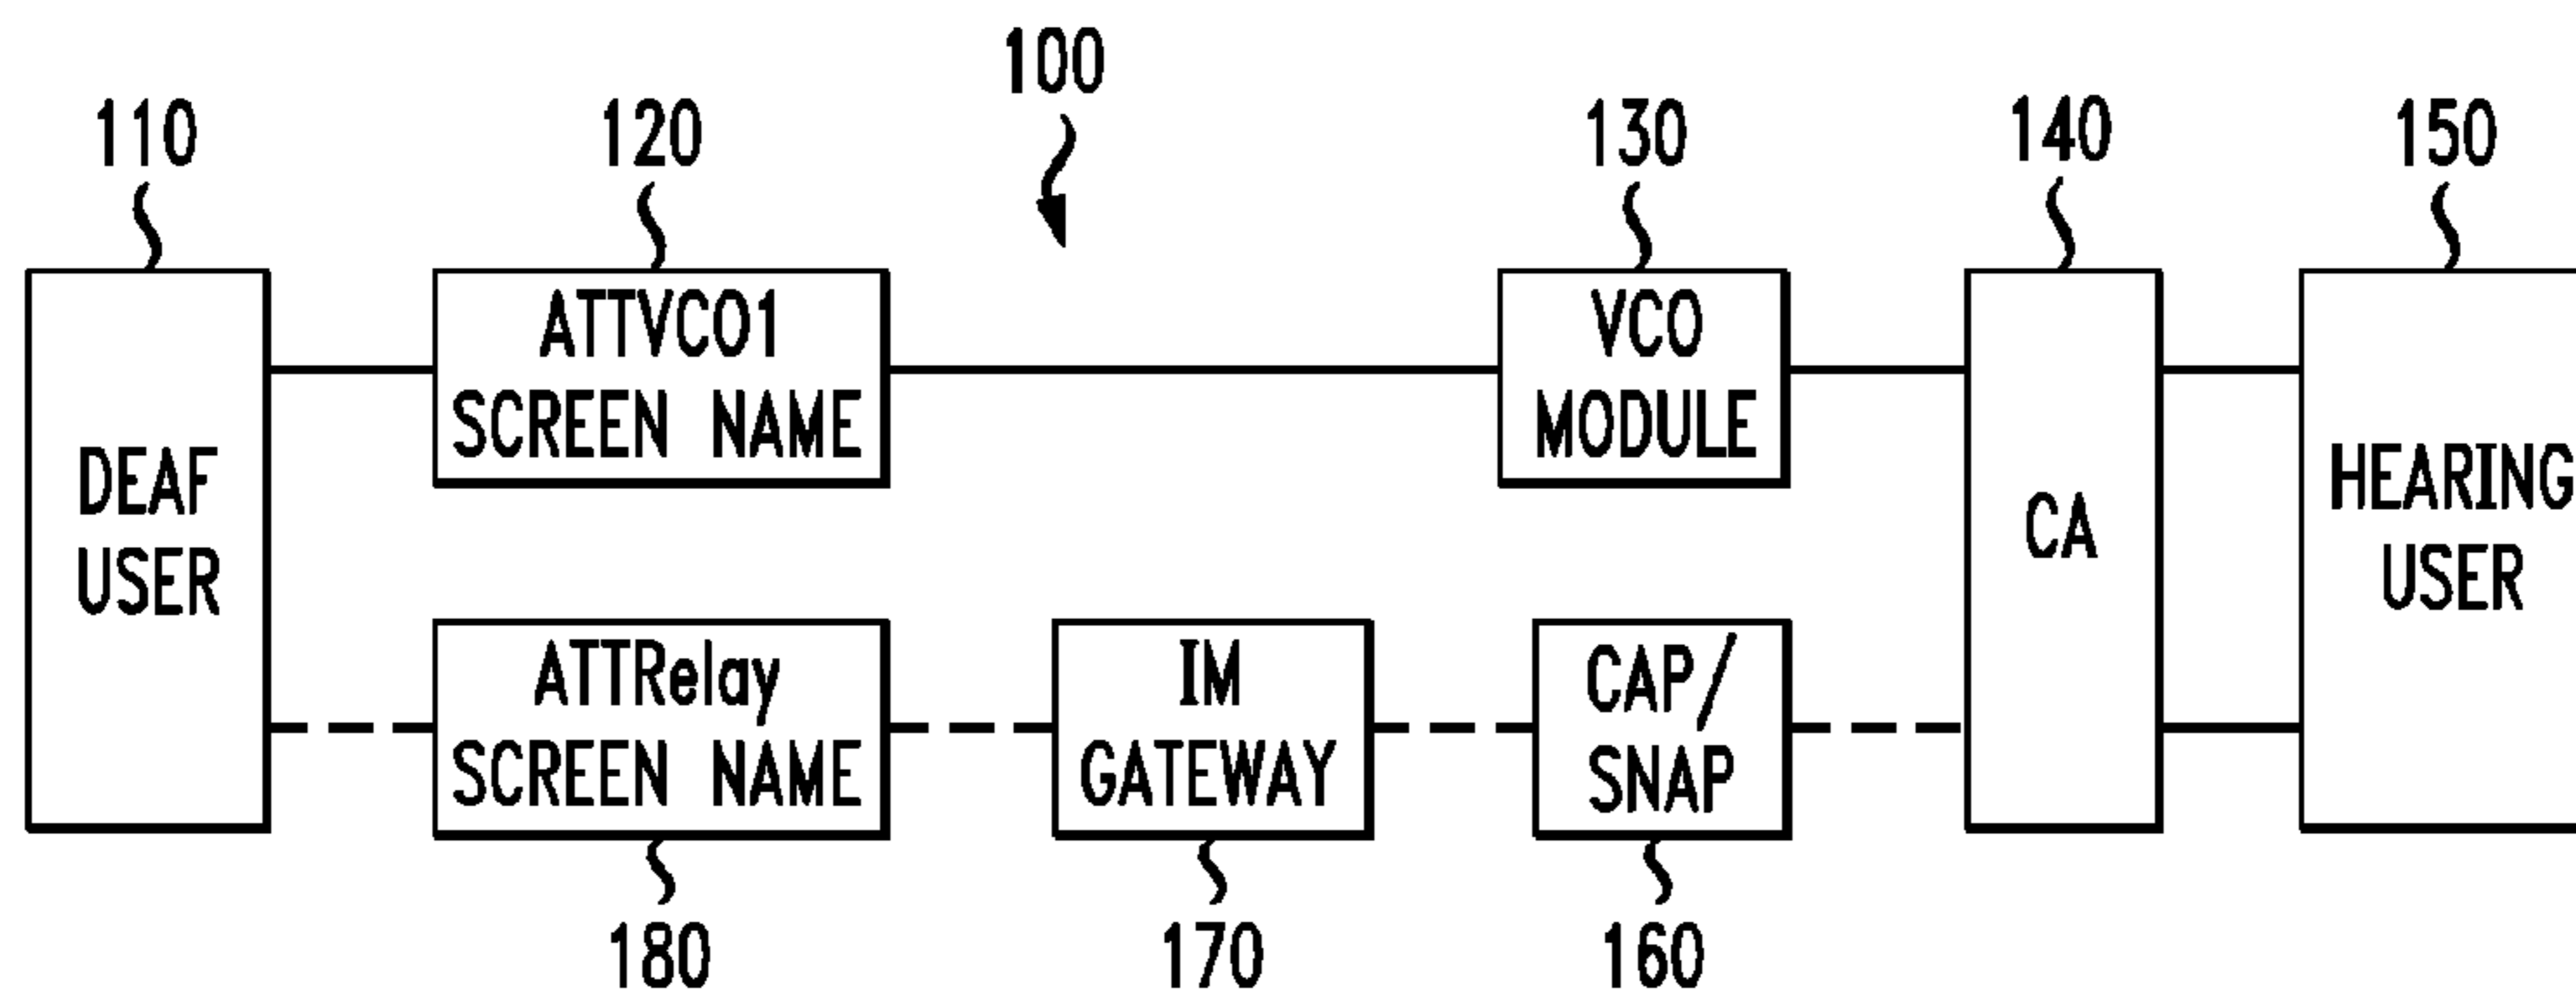 100
110
120
130
140
150
DEAF
USER
ATTVCO1
SCREEN NAME
VCO
MODULE
CA
HEARING
USER
ATTRelay
SCREEN NAME
IM
GATEWAY
CAP/
SNAP
180
170
160